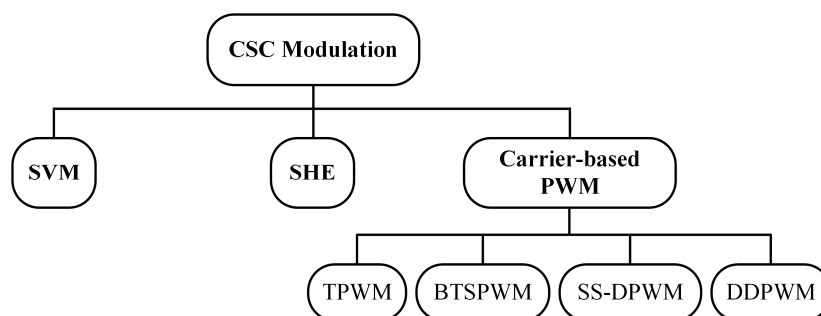 CSC Modulation
SVM
SHE
Carrier-based
PWM
TPWM
BTSPWM
SS-DPWM
DDPWM